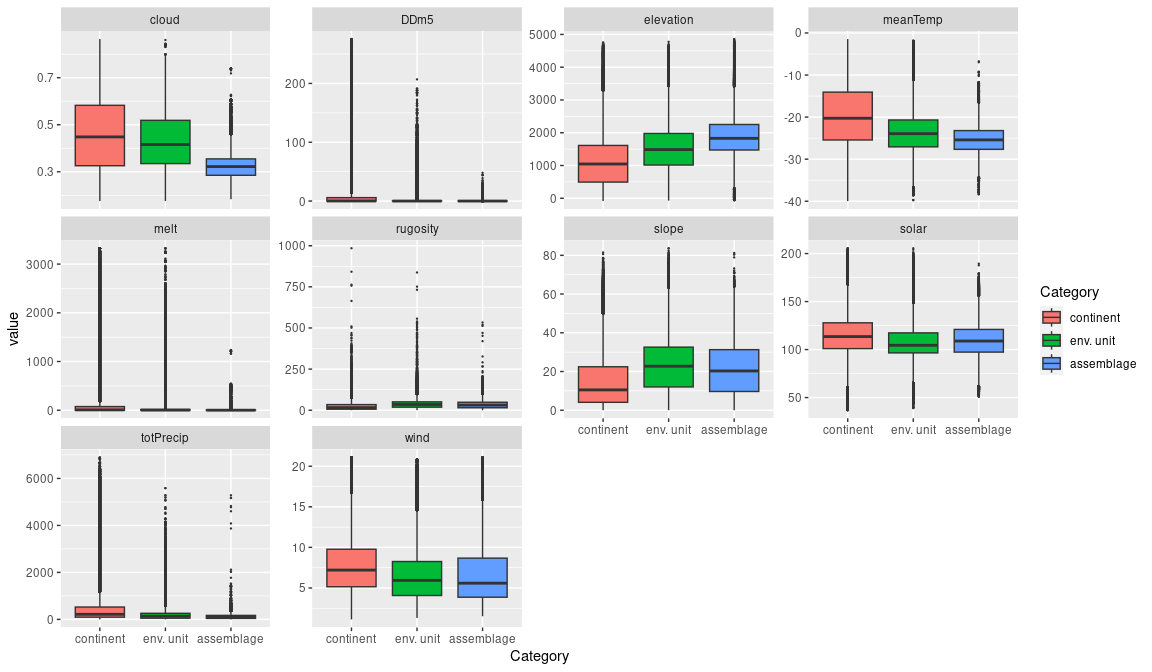 cloud
DDm5
elevation
meanTemp
0.7
0.5
0.3
200
100
0
5000
4000
3000
2000
1000
0
0
-10
-20
-30
-40
melt
rugosity
slope
solar
3000
2000
1000
0
1000
750
500
250
0
80
60
40
20
0
200
150
100
50
continent env. unit assemblage
continent env. unit assemblage
totPrecip
wind
6000
4000
2000
0
20
15
10
5
continent env. unit assemblage
continent env. unit assemblage
value
Category
Category
continent
env. unit
assemblage